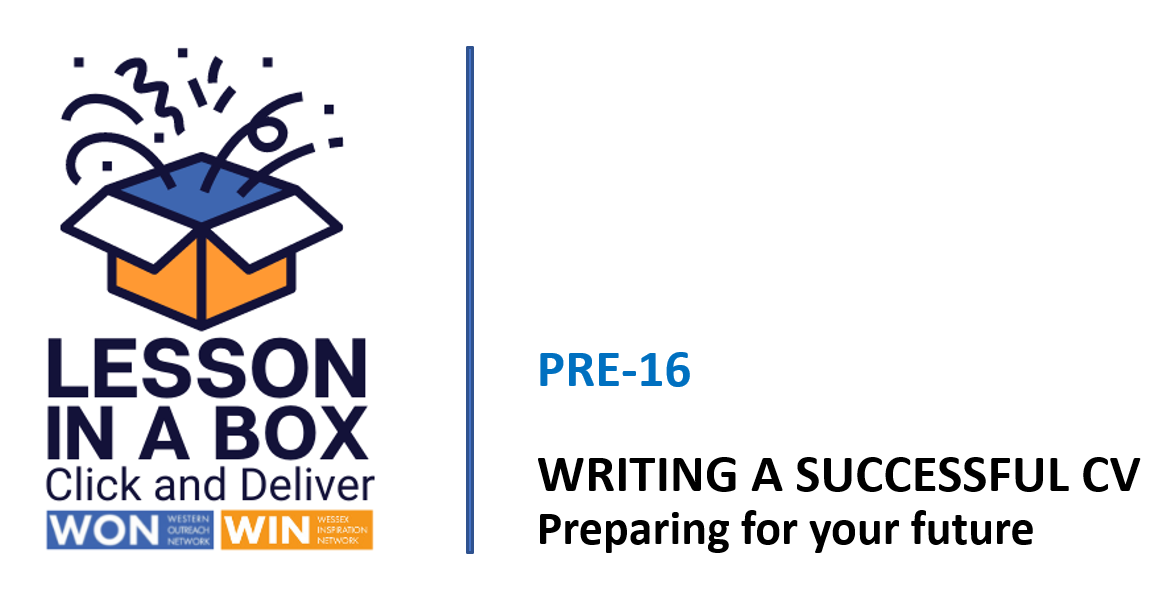 LESSON
IN A BOX
Click and Deliver
WON WESTERN
OUTREACH
NETWORK
WIN WESSEX
INSPIRATION
NETWORK
PRE-16
WRITING A SUCCESSFUL CV
Preparing for your future